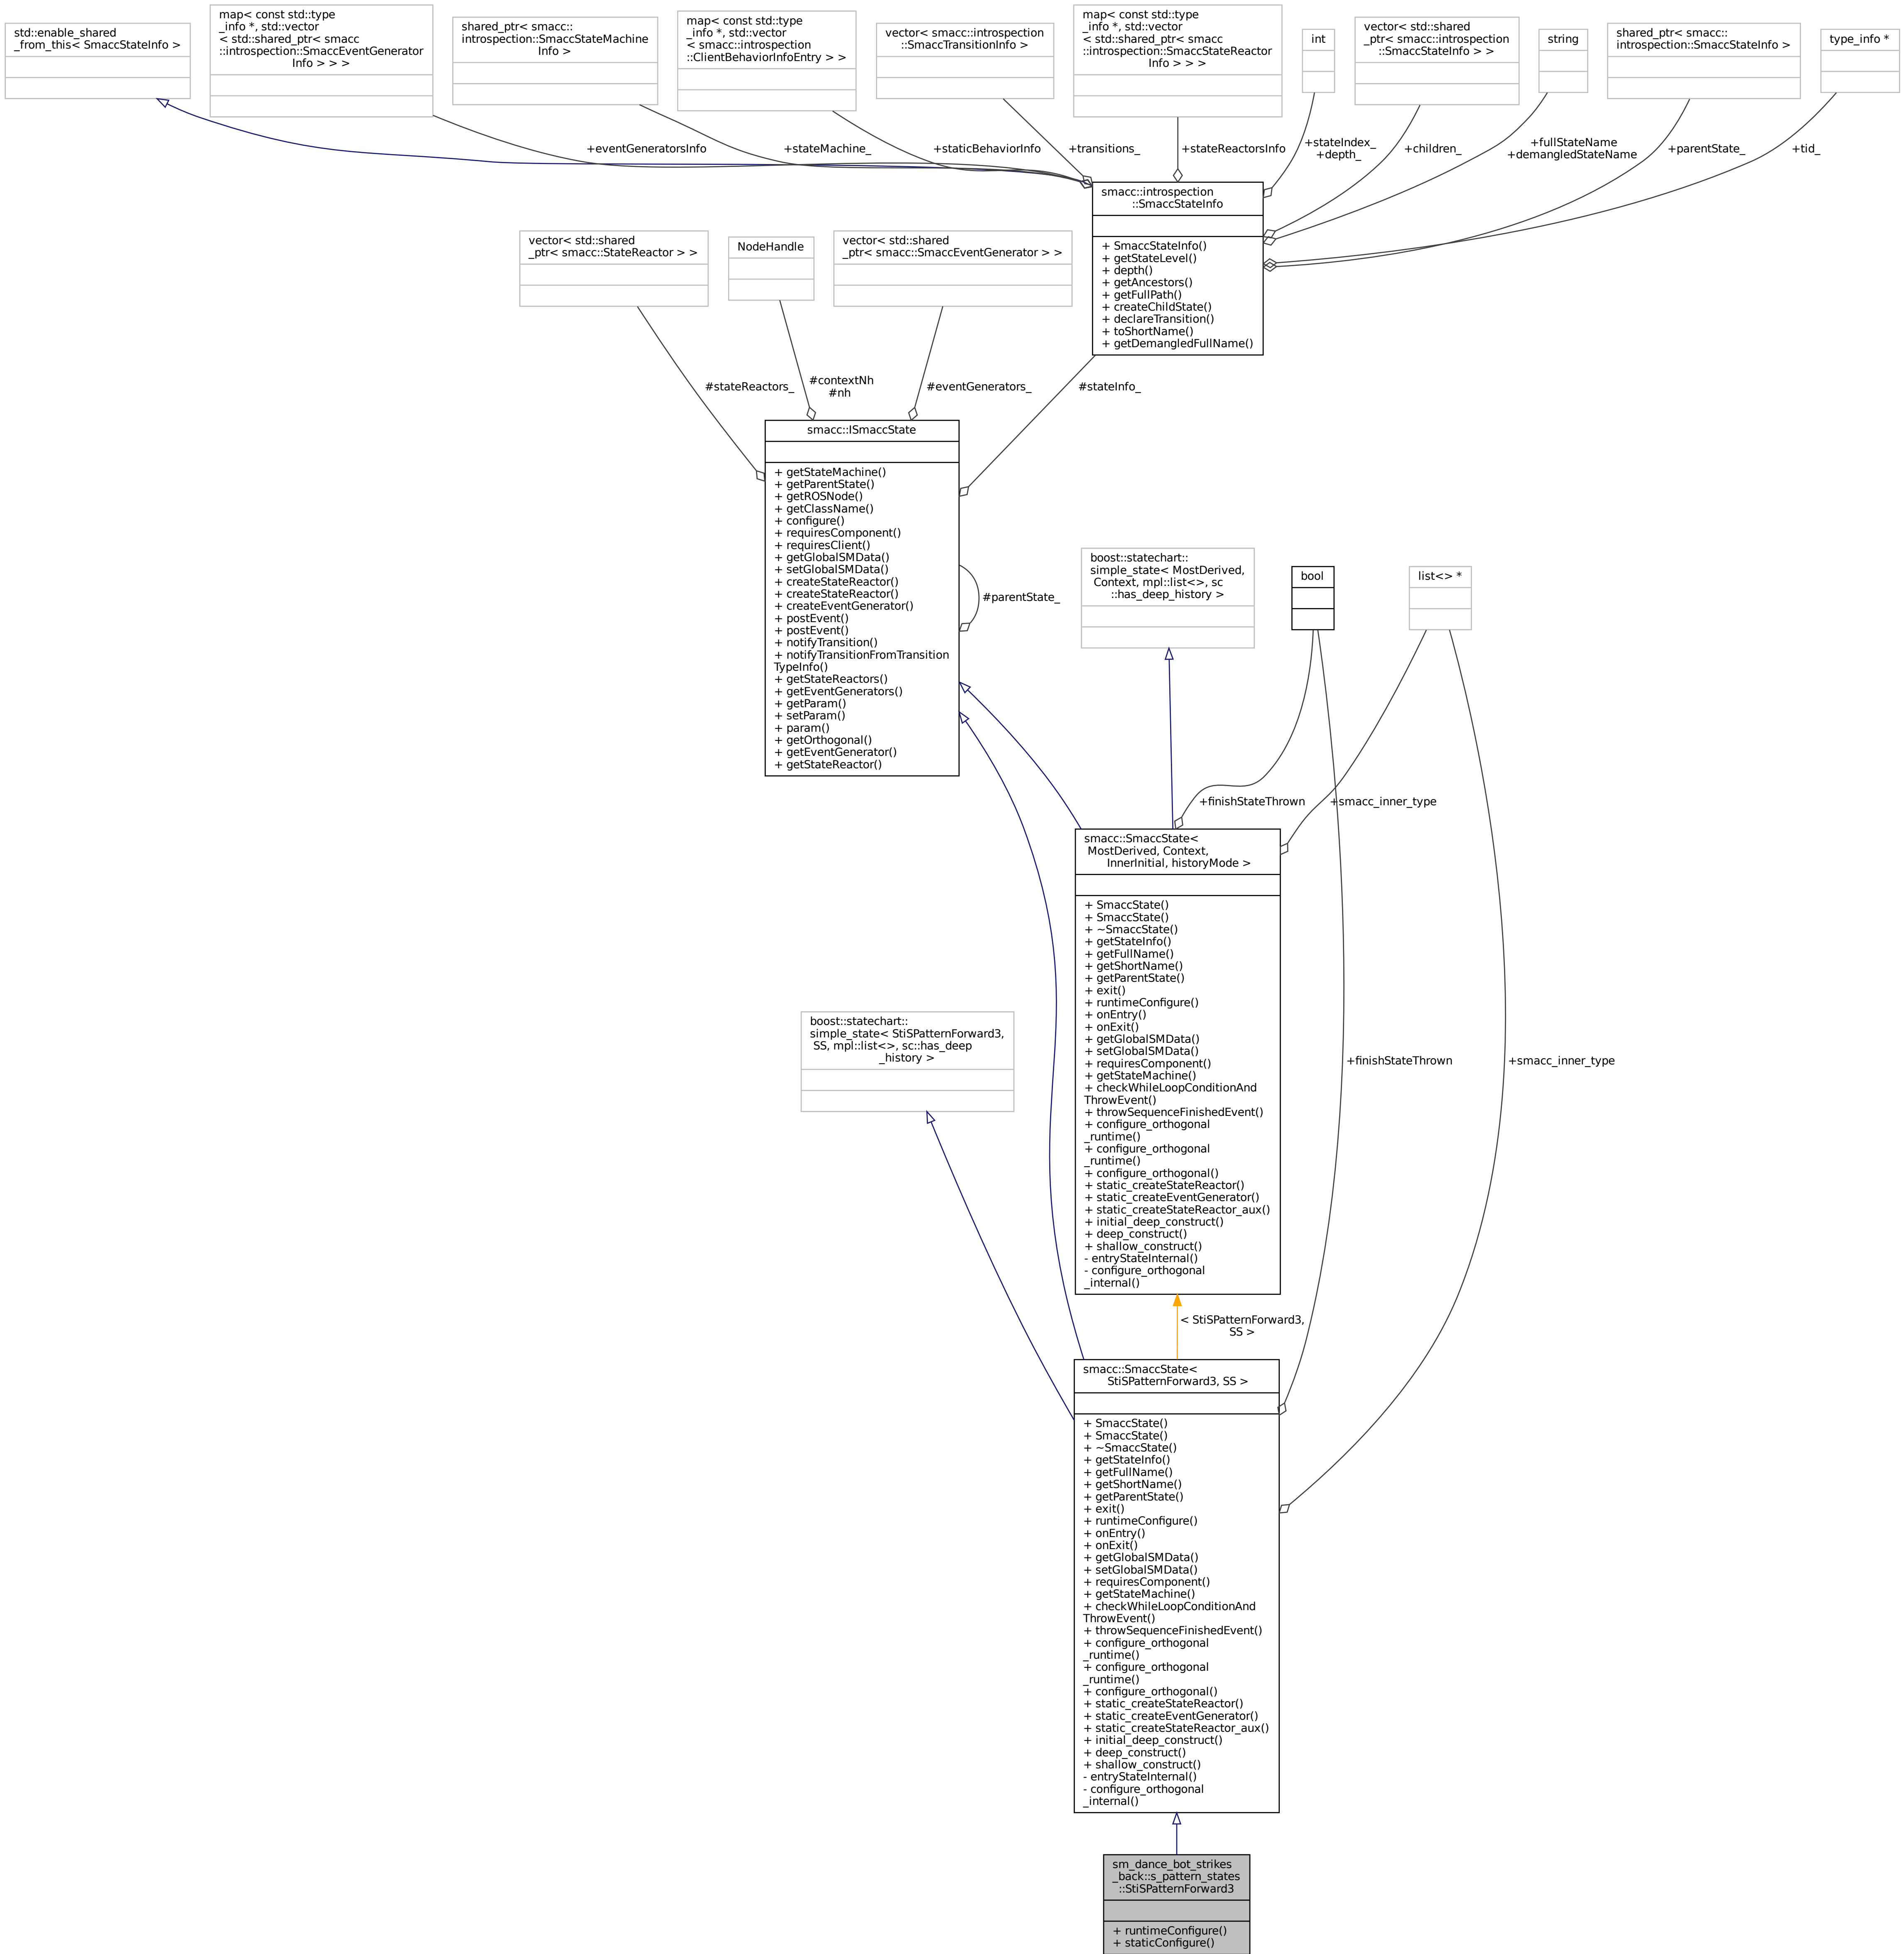 std::enable_shared
_from_this< SmaccStateInfo >
map< const std::type
_info *, std::vector
< std::shared_ptr< smacc
::introspection::SmaccEventGenerator
Info > > >
shared_ptr< smacc::
introspection::SmaccStateMachine
Info >
map< const std::type
_info *, std::vector
< smacc::introspection
::ClientBehaviorInfoEntry > >
vector< smacc::introspection
::SmaccTransitionInfo >
map< const std::type
_info *, std::vector
< std::shared_ptr< smacc
::introspection::SmaccStateReactor
Info > > >
int
vector< std::shared
_ptr< smacc::introspection
::SmaccStateInfo > >
string
shared_ptr< smacc::
introspection::SmaccStateInfo >
type_info *
+eventGeneratorsInfo
+stateMachine_
+staticBehaviorInfo
+transitions_
+stateReactorsInfo
+stateIndex_
+depth_
+children_
+fullStateName
+demangledStateName
+parentState_
+tid_
smacc::introspection
::SmaccStateInfo
+ SmaccStateInfo()
+ getStateLevel()
+ depth()
+ getAncestors()
+ getFullPath()
+ createChildState()
+ declareTransition()
+ toShortName()
+ getDemangledFullName()
vector< std::shared
_ptr< smacc::StateReactor > >
NodeHandle
vector< std::shared
_ptr< smacc::SmaccEventGenerator > >
#stateReactors_
#contextNh
#nh
#eventGenerators_
#stateInfo_
smacc::ISmaccState
+ getStateMachine()
+ getParentState()
+ getROSNode()
+ getClassName()
+ configure()
+ requiresComponent()
+ requiresClient()
+ getGlobalSMData()
+ setGlobalSMData()
+ createStateReactor()
+ createStateReactor()
+ createEventGenerator()
+ postEvent()
+ postEvent()
+ notifyTransition()
+ notifyTransitionFromTransition
TypeInfo()
+ getStateReactors()
+ getEventGenerators()
+ getParam()
+ setParam()
+ param()
+ getOrthogonal()
+ getEventGenerator()
+ getStateReactor()
#parentState_
boost::statechart::
simple_state< MostDerived,
Context, mpl::list<>, sc
::has_deep_history >
bool
list<> *
+finishStateThrown
+smacc_inner_type
smacc::SmaccState<
MostDerived, Context,
InnerInitial, historyMode >
+ SmaccState()
+ SmaccState()
+ ~SmaccState()
+ getStateInfo()
+ getFullName()
+ getShortName()
+ getParentState()
+ exit()
+ runtimeConfigure()
+ onEntry()
+ onExit()
+ getGlobalSMData()
+ setGlobalSMData()
+ requiresComponent()
+ getStateMachine()
+ checkWhileLoopConditionAnd
ThrowEvent()
+ throwSequenceFinishedEvent()
+ configure_orthogonal
_runtime()
+ configure_orthogonal
_runtime()
+ configure_orthogonal()
+ static_createStateReactor()
+ static_createEventGenerator()
+ static_createStateReactor_aux()
+ initial_deep_construct()
+ deep_construct()
+ shallow_construct()
- entryStateInternal()
- configure_orthogonal
_internal()
boost::statechart::
simple_state< StiSPatternForward3,
SS, mpl::list<>, sc::has_deep
_history >
+finishStateThrown
+smacc_inner_type
< StiSPatternForward3,
SS >
smacc::SmaccState<
StiSPatternForward3, SS >
+ SmaccState()
+ SmaccState()
+ ~SmaccState()
+ getStateInfo()
+ getFullName()
+ getShortName()
+ getParentState()
+ exit()
+ runtimeConfigure()
+ onEntry()
+ onExit()
+ getGlobalSMData()
+ setGlobalSMData()
+ requiresComponent()
+ getStateMachine()
+ checkWhileLoopConditionAnd
ThrowEvent()
+ throwSequenceFinishedEvent()
+ configure_orthogonal
_runtime()
+ configure_orthogonal
_runtime()
+ configure_orthogonal()
+ static_createStateReactor()
+ static_createEventGenerator()
+ static_createStateReactor_aux()
+ initial_deep_construct()
+ deep_construct()
+ shallow_construct()
- entryStateInternal()
- configure_orthogonal
_internal()
sm_dance_bot_strikes
_back::s_pattern_states
::StiSPatternForward3
+ runtimeConfigure()
+ staticConfigure()